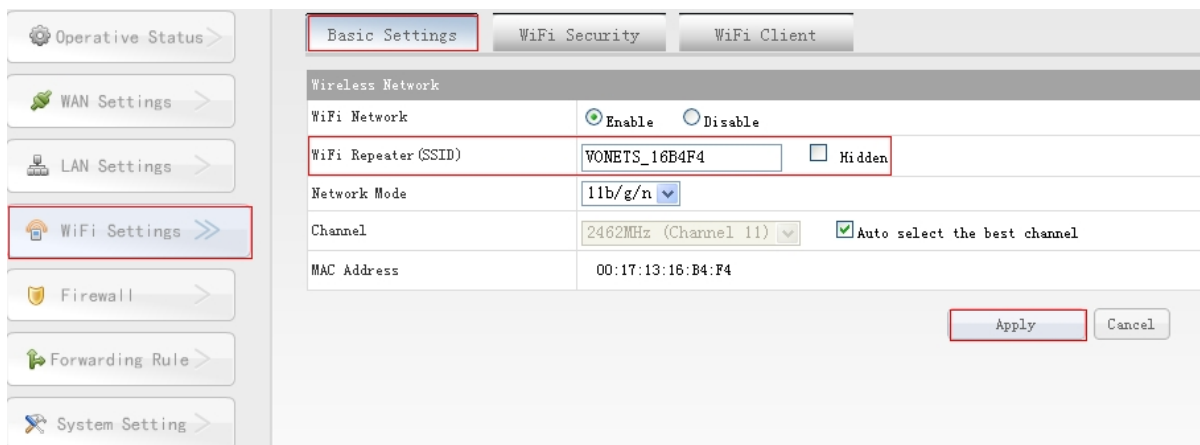 Operative Status
WAN Settings
LAN Settings
WiFi Settings
Firewall
Forwarding Rule
System Setting
Basic Settings WiFi Security WiFi Client
Wireless Network
WiFi Network Enable Disable
WiFi Repeater(SSID) VONETS_16B4F4 Hidden
Network Mode 11b/g/n
Channel 2462MHz (Channel 11) Auto select the best channel
MAC Address 00:17:13:16:B4:F4
Apply Cancel